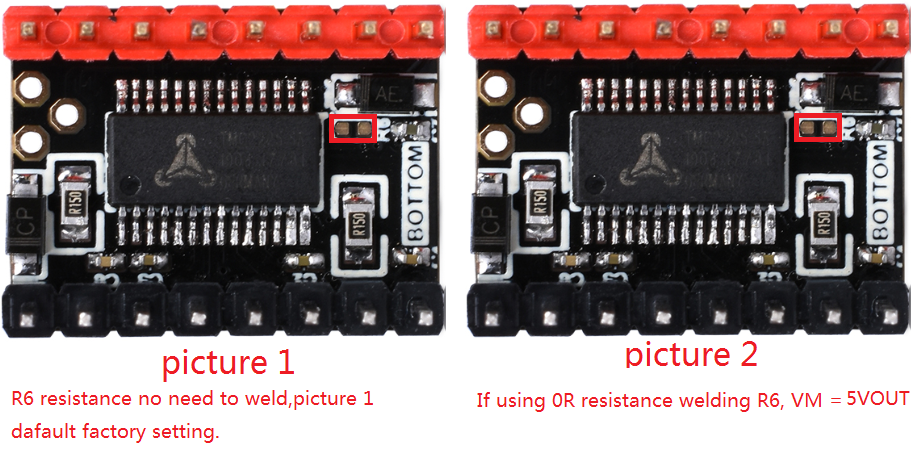 AE.
AE.
CP
R150
R150
BOTTOM
CP
R150
R150
BOTTOM
picture 1
picture 2
R6 resistance no need to weld,picture 1
dafault factory setting.
If using 0R resistance welding R6, VM = 5VOUT